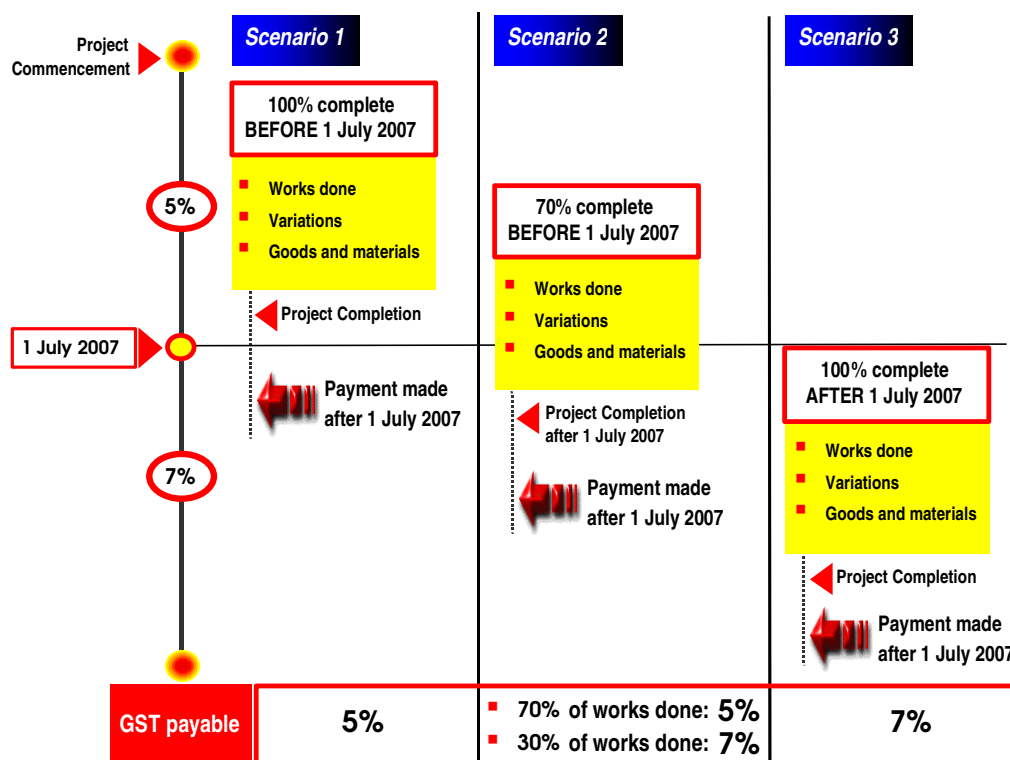 Project
Commencement
5%
1 July 2007
7%
Scenario 1
100% complete
BEFORE 1 July 2007
Works done
Variations
Goods and materials
Project Completion
Payment made
after 1 July 2007
Scenario 2
70% complete
BEFORE 1 July 2007
Works done
Variations
Goods and materials
Project Completion
after 1 July 2007
Payment made
after 1 July 2007
Scenario 3
100% complete
AFTER 1 July 2007
Works done
Variations
Goods and materials
Project Completion
Payment made
after 1 July 2007
GST payable
5%
70% of works done: 5%
30% of works done: 7%
7%